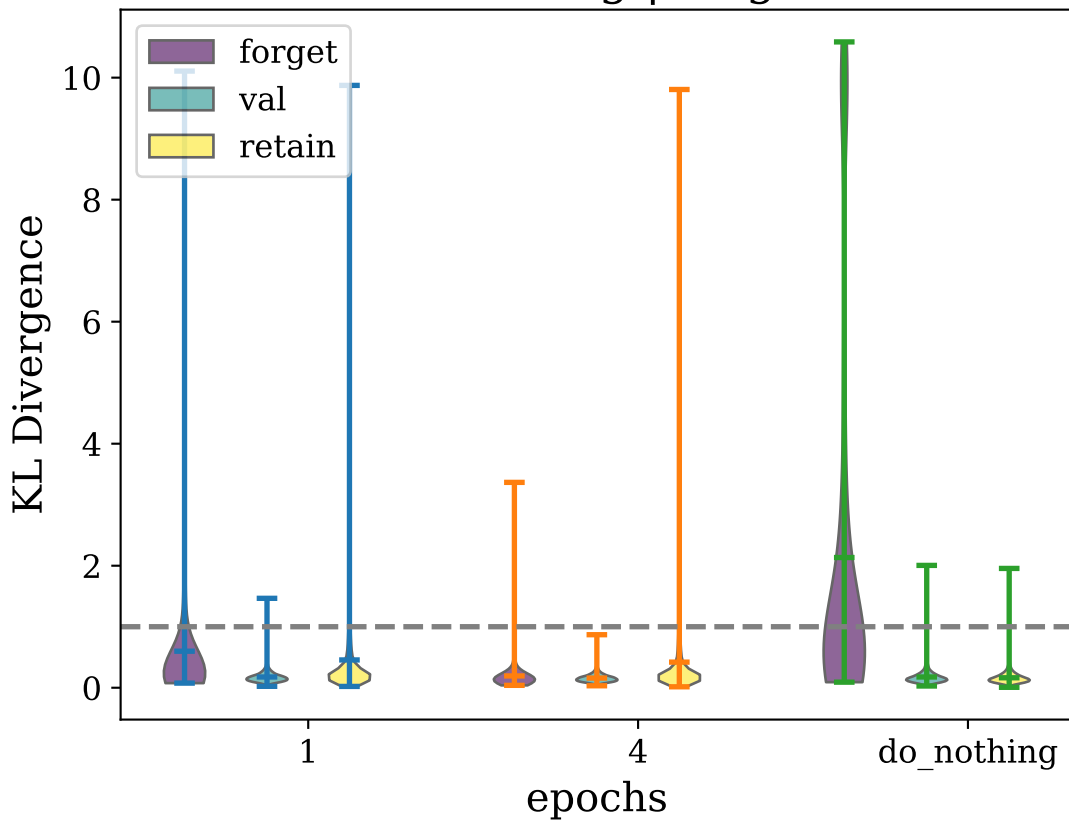 forget
val
retain
KL Divergence
10
8
6
4
2
0
1
4
do_nothing
epochs